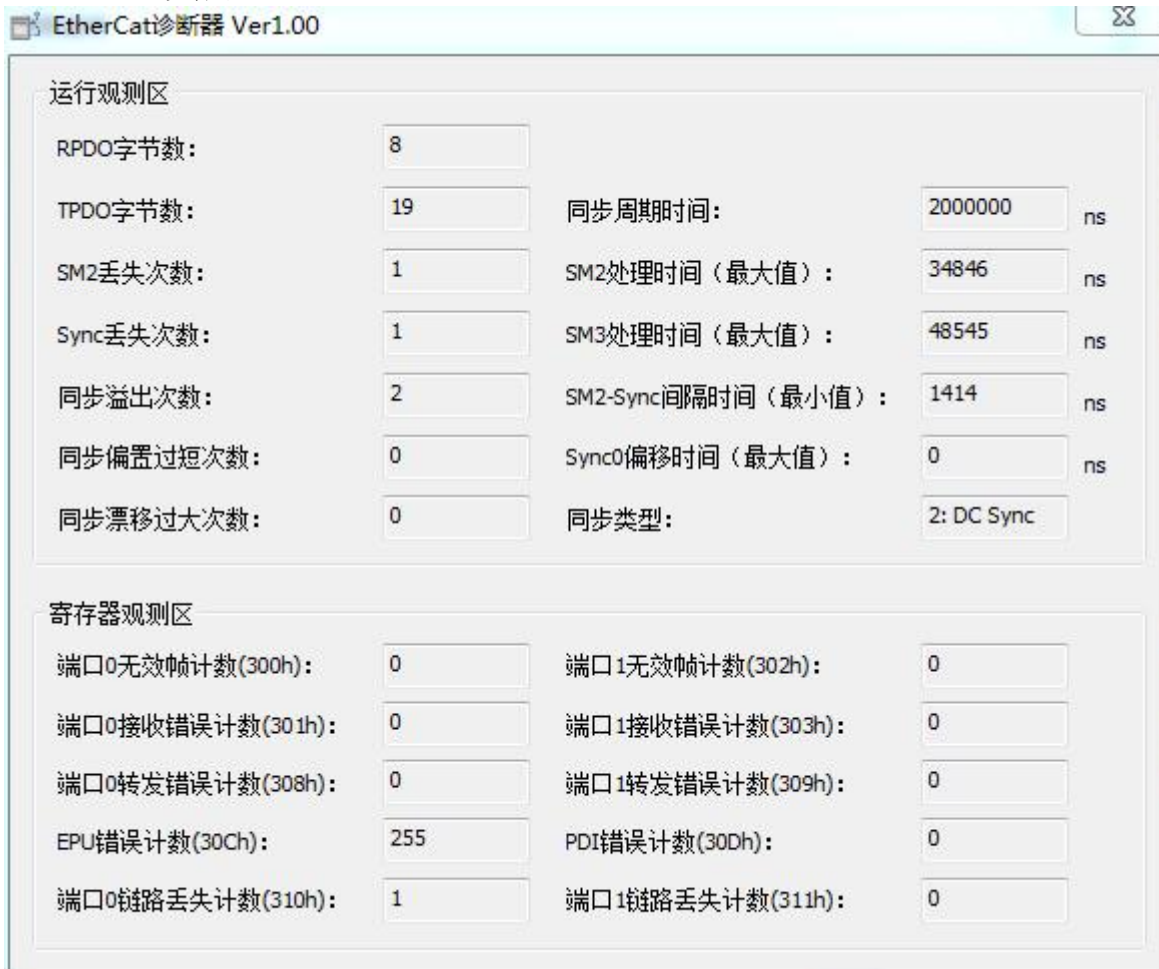 EtherCat诊断器 Ver1.00
运行观测区
RPDO字节数： 8
TPDO字节数： 19 同步周期时间： 2000000 ns
SM2丢失次数： 1 SM2处理时间（最大值）： 34846 ns
Sync丢失次数： 1 SM3处理时间（最大值）： 48545 ns
同步溢出次数： 2 SM2-Sync间隔时间（最小值）： 1414 ns
同步偏置过短次数： 0 Sync0偏移时间（最大值）： 0 ns
同步漂移过大次数： 0 同步类型： 2: DC Sync
寄存器观测区
端口0无效帧计数(300h)： 0 端口1无效帧计数(302h)： 0
端口0接收错误计数(301h)： 0 端口1接收错误计数(303h)： 0
端口0转发错误计数(308h)： 0 端口1转发错误计数(309h)： 0
EPU错误计数(30Ch)： 255 PDI错误计数(30Dh)： 0
端口0链路丢失计数(310h)： 1 端口1链路丢失计数(311h)： 0